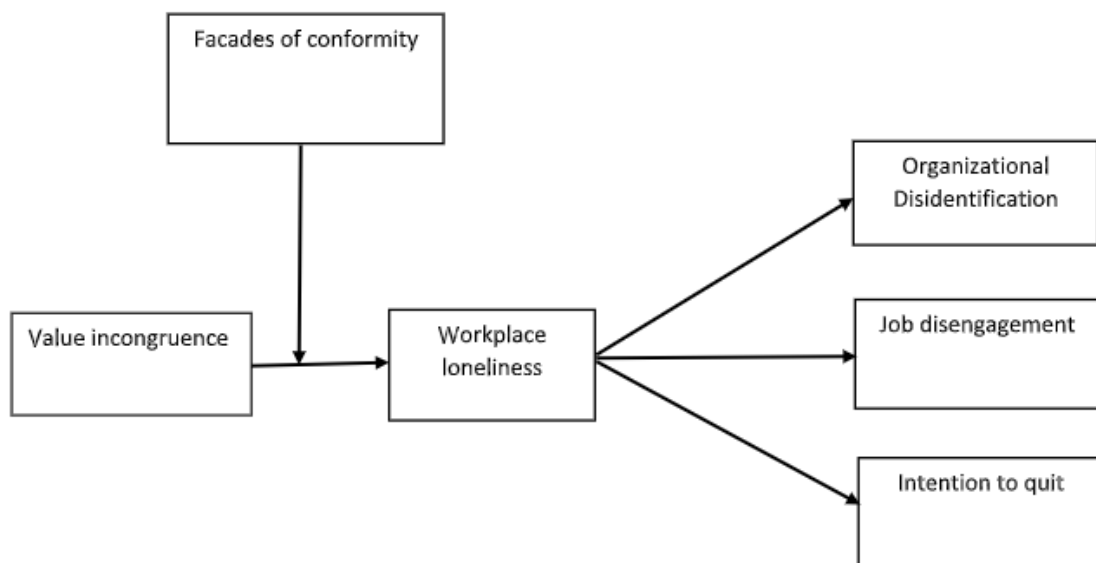 Facades of conformity
Organizational
Disidentification
Value incongruence
Workplace
loneliness
Job disengagement
Intention to quit